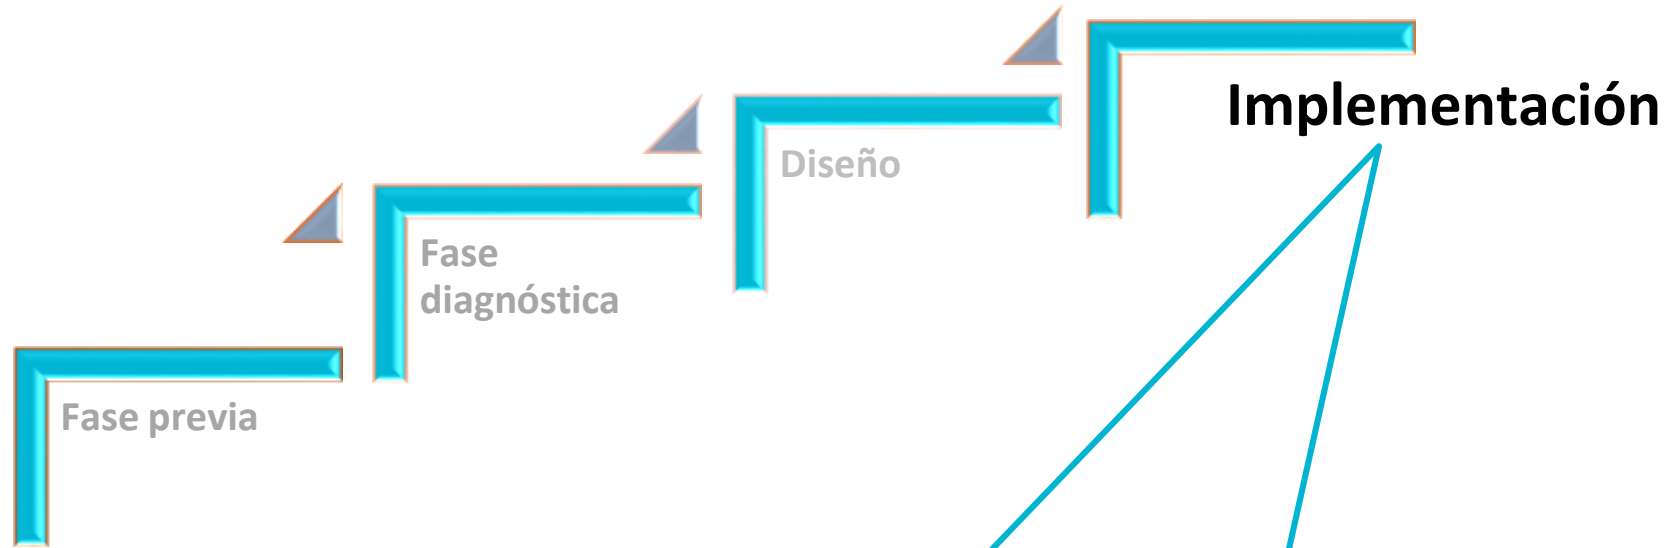 Implementación
Diseño
Fase
diagnóstica
Fase previa